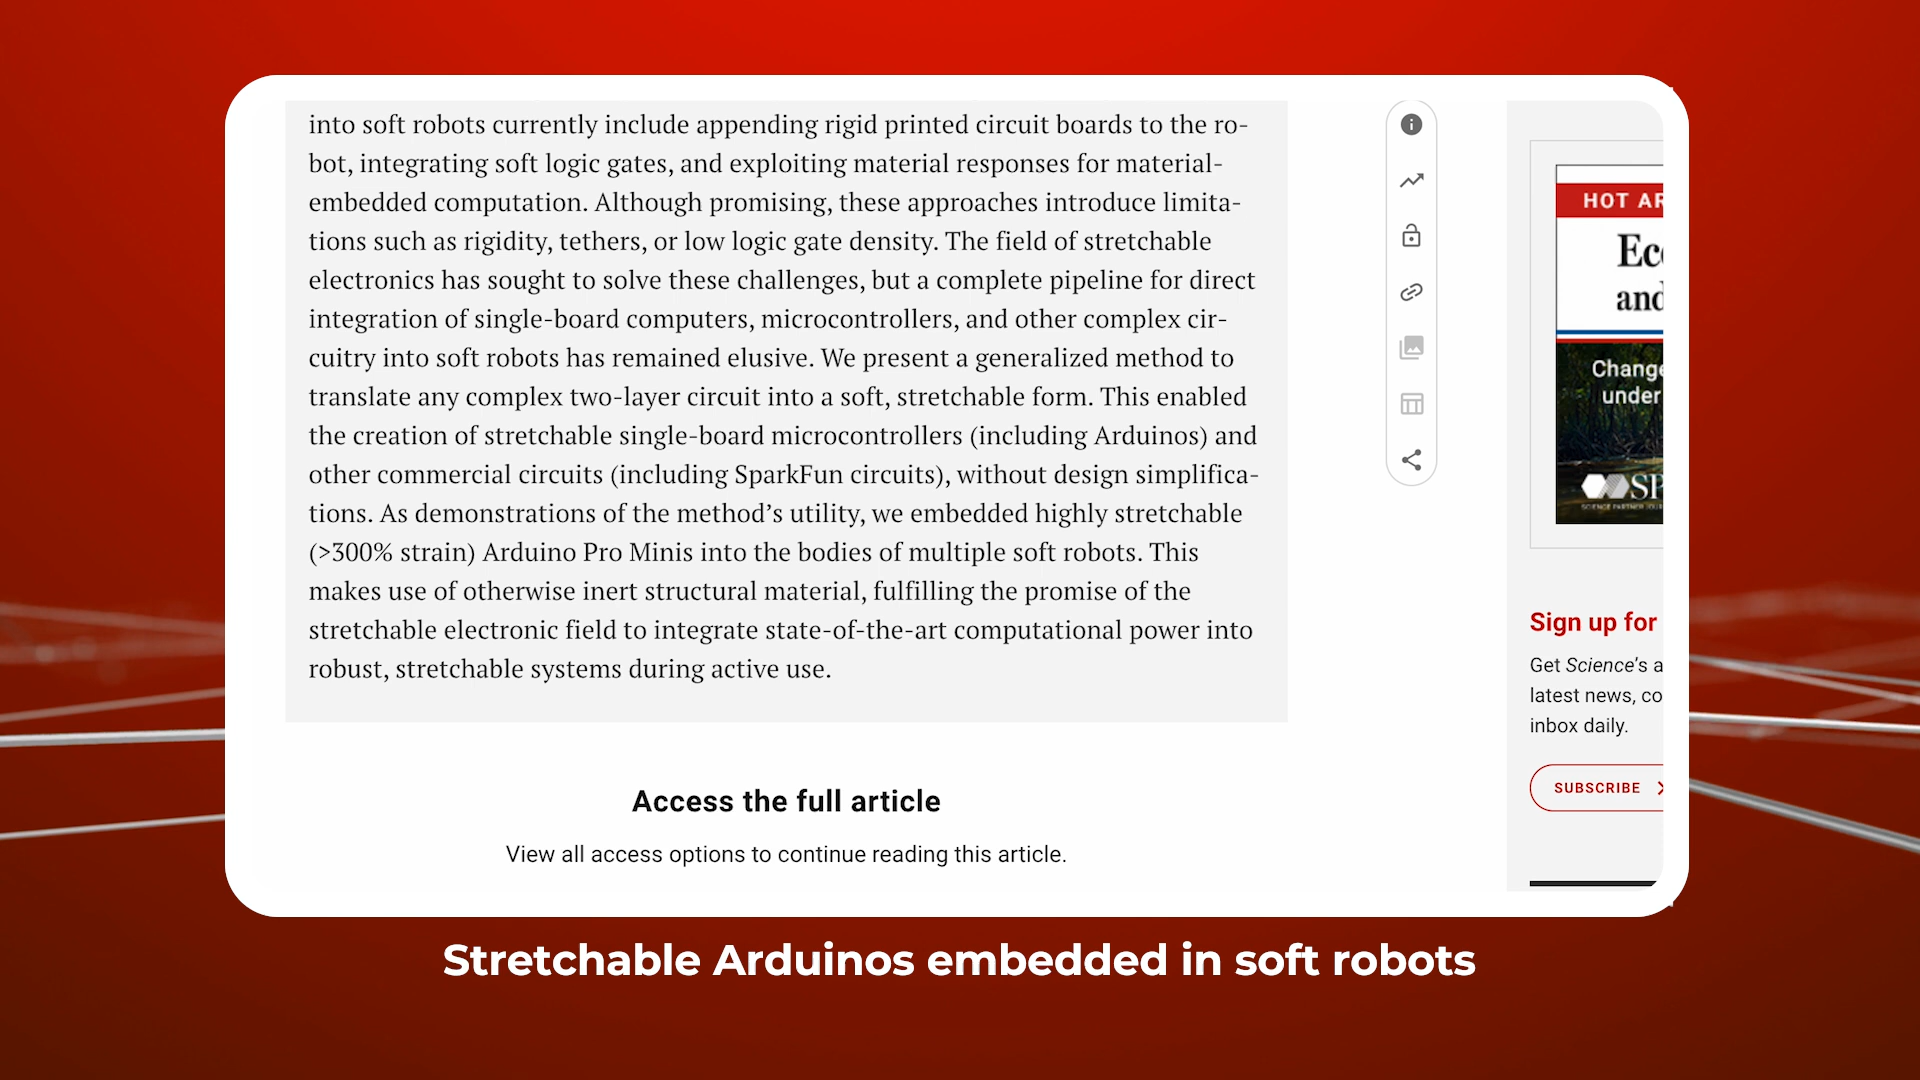 into soft robots currently include appending rigid printed circuit boards to the ro-
bot, integrating soft logic gates, and exploiting material responses for material-
embedded computation. Although promising, these approaches introduce limita-
tions such as rigidity, tethers, or low logic gate density. The field of stretchable
electronics has sought to solve these challenges, but a complete pipeline for direct
integration of single-board computers, microcontrollers, and other complex cir-
cuitry into soft robots has remained elusive. We present a generalized method to
translate any complex two-layer circuit into a soft, stretchable form. This enabled
the creation of stretchable single-board microcontrollers (including Arduinos) and
other commercial circuits (including SparkFun circuits), without design simplifica-
tions. As demonstrations of the method’s utility, we embedded highly stretchable
(>300% strain) Arduino Pro Minis into the bodies of multiple soft robots. This
makes use of otherwise inert structural material, fulfilling the promise of the
stretchable electronic field to integrate state-of-the-art computational power into
robust, stretchable systems during active use.
Access the full article
View all access options to continue reading this article.
HOT AR
Ec
and
Change
under
SP
Sign up for
Get Science's a
latest news, co
inbox daily.
SUBSCRIBE
Stretchable Arduinos embedded in soft robots